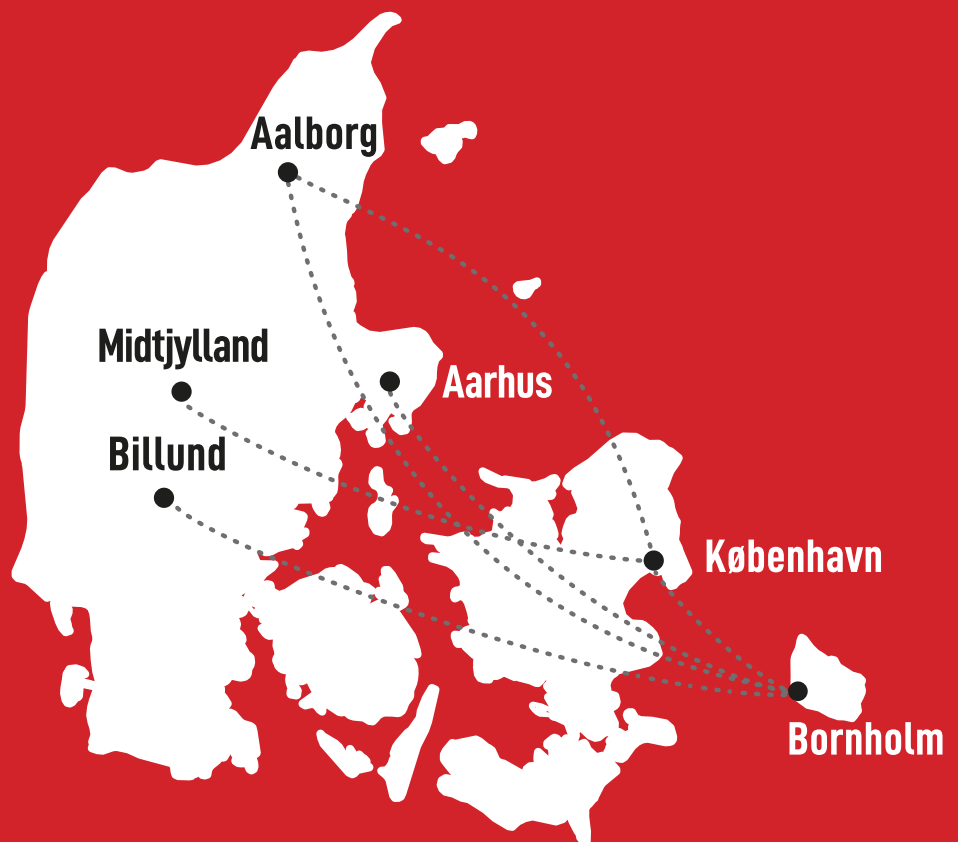 Aalborg
Midtjylland
Aarhus
Billund
København
Bornholm